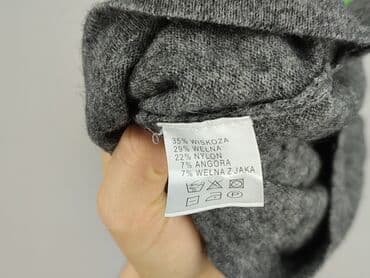 35% WISKOZA
29% WEŁNA
22% NYLON
7% ANGORA
7% WEŁNA Z JAKA